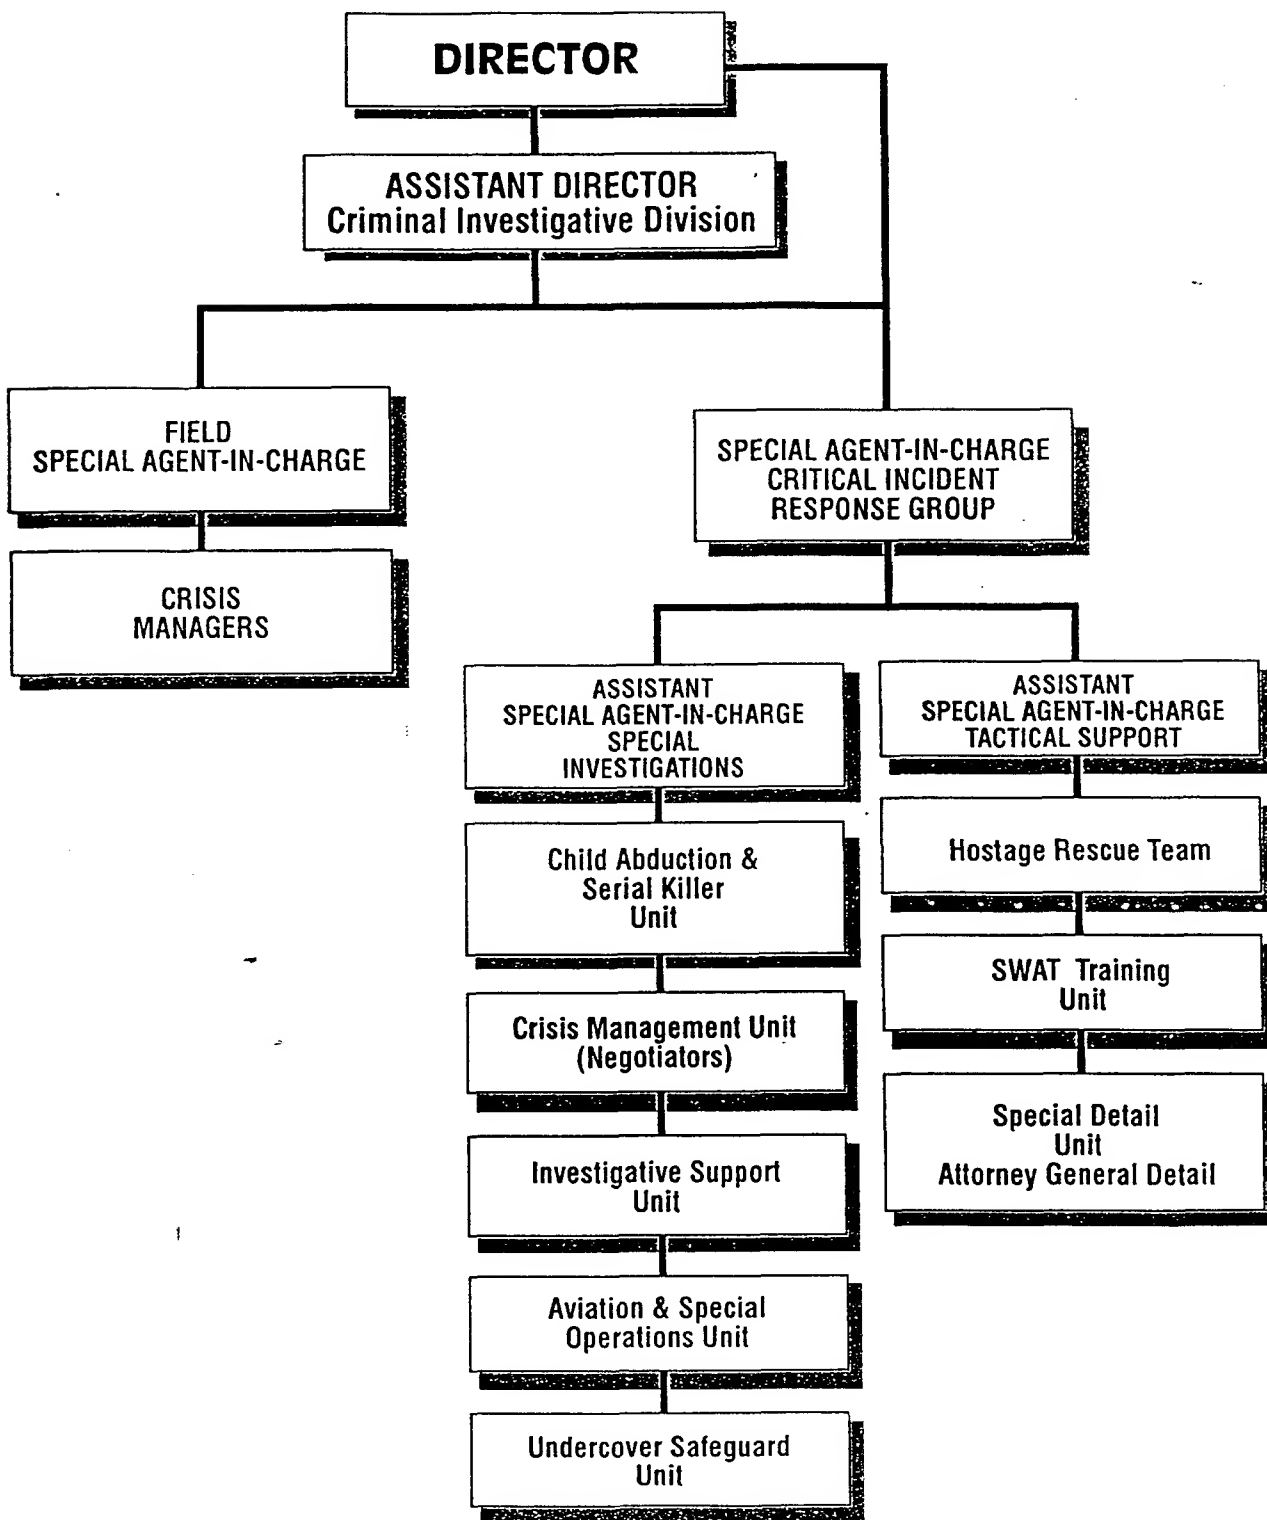 DIRECTOR
ASSISTANT DIRECTOR
Criminal Investigative Division
FIELD
SPECIAL AGENT-IN-CHARGE
CRISIS
MANAGERS
SPECIAL AGENT-IN-CHARGE
CRITICAL INCIDENT
RESPONSE GROUP
ASSISTANT
SPECIAL AGENT-IN-CHARGE
SPECIAL
INVESTIGATIONS
Child Abduction &
Serial Killer
Unit
Crisis Management Unit
(Negotiators)
Investigative Support
Unit
Aviation & Special
Operations Unit
Undercover Safeguard
Unit
ASSISTANT
SPECIAL AGENT-IN-CHARGE
TACTICAL SUPPORT
Hostage Rescue Team
SWAT Training
Unit
Special Detail
Unit
Attorney General Detail